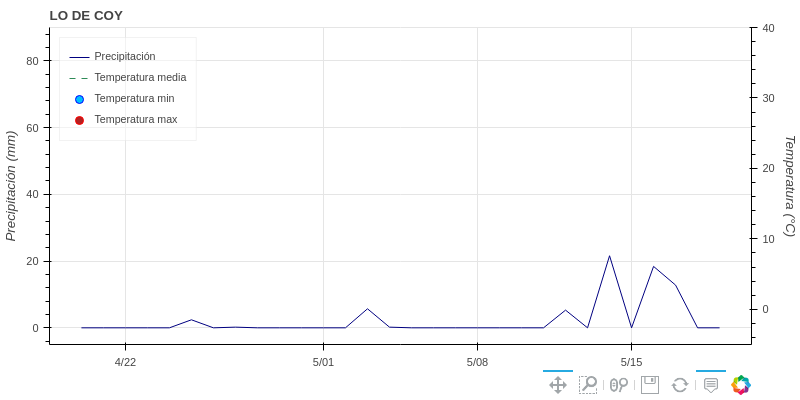 LO DE COY
Precipitación
Temperatura media
Temperatura min
Temperatura max
Precipitación (mm)
80
60
40
20
0
Temperatura (°C)
40
30
20
10
0
4/22
5/01
5/08
5/15